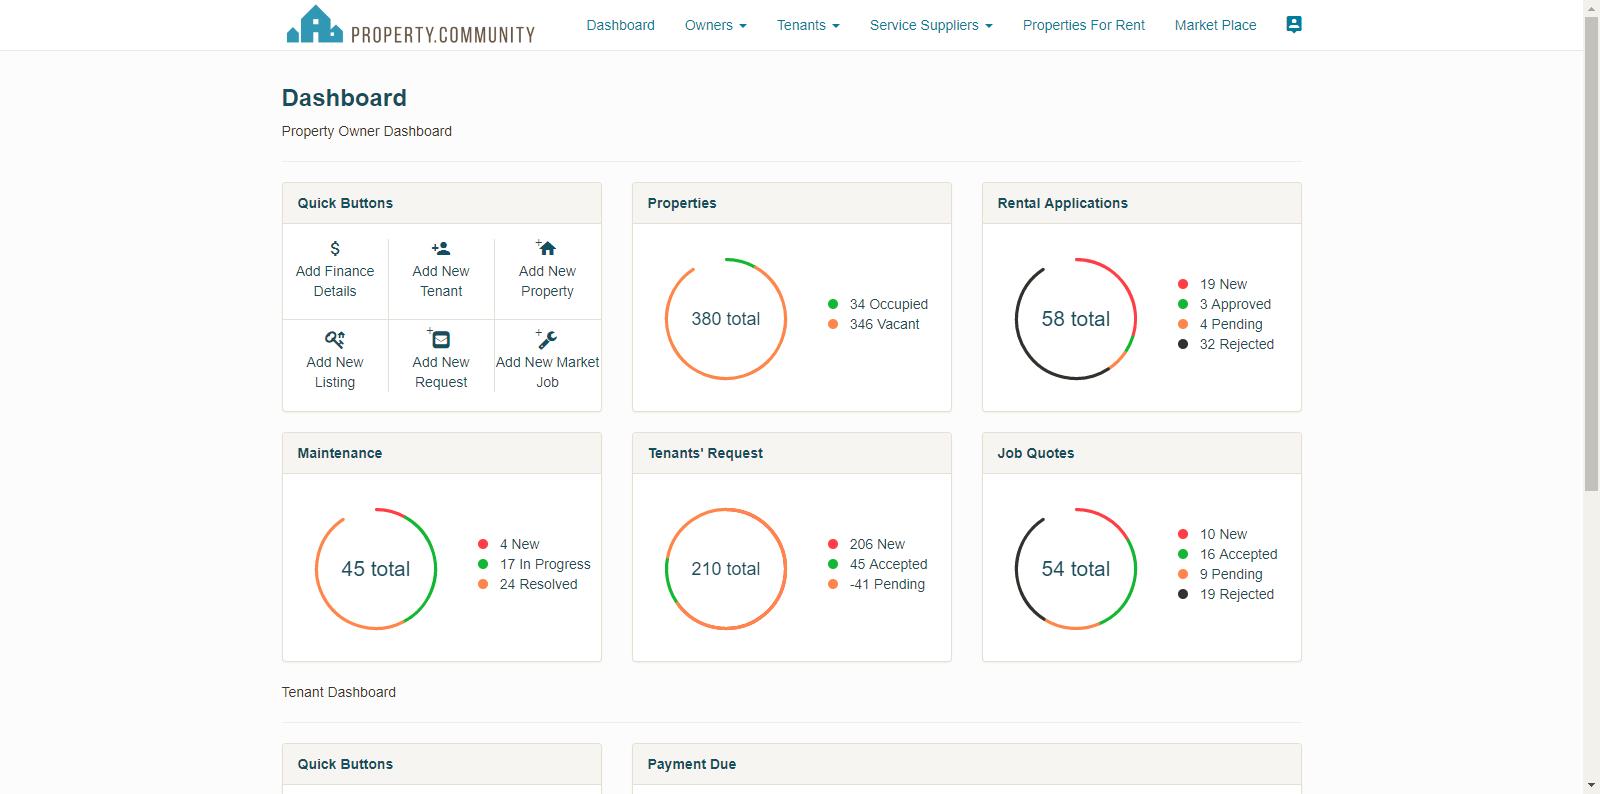 PROPERTY.COMMUNITY
Dashboard
Owners
Tenants
Service Suppliers
Properties For Rent
Market Place
Dashboard
Property Owner Dashboard
Quick Buttons
$
Add Finance
Details
Add New
Tenant
Add New
Property
Add New
Listing
Add New
Request
Add New Market
Job
Properties
380 total
34 Occupied
346 Vacant
Rental Applications
58 total
19 New
3 Approved
4 Pending
32 Rejected
Maintenance
45 total
4 New
17 In Progress
24 Resolved
Tenants' Request
210 total
206 New
45 Accepted
-41 Pending
Job Quotes
54 total
10 New
16 Accepted
9 Pending
19 Rejected
Tenant Dashboard
Quick Buttons
Payment Due